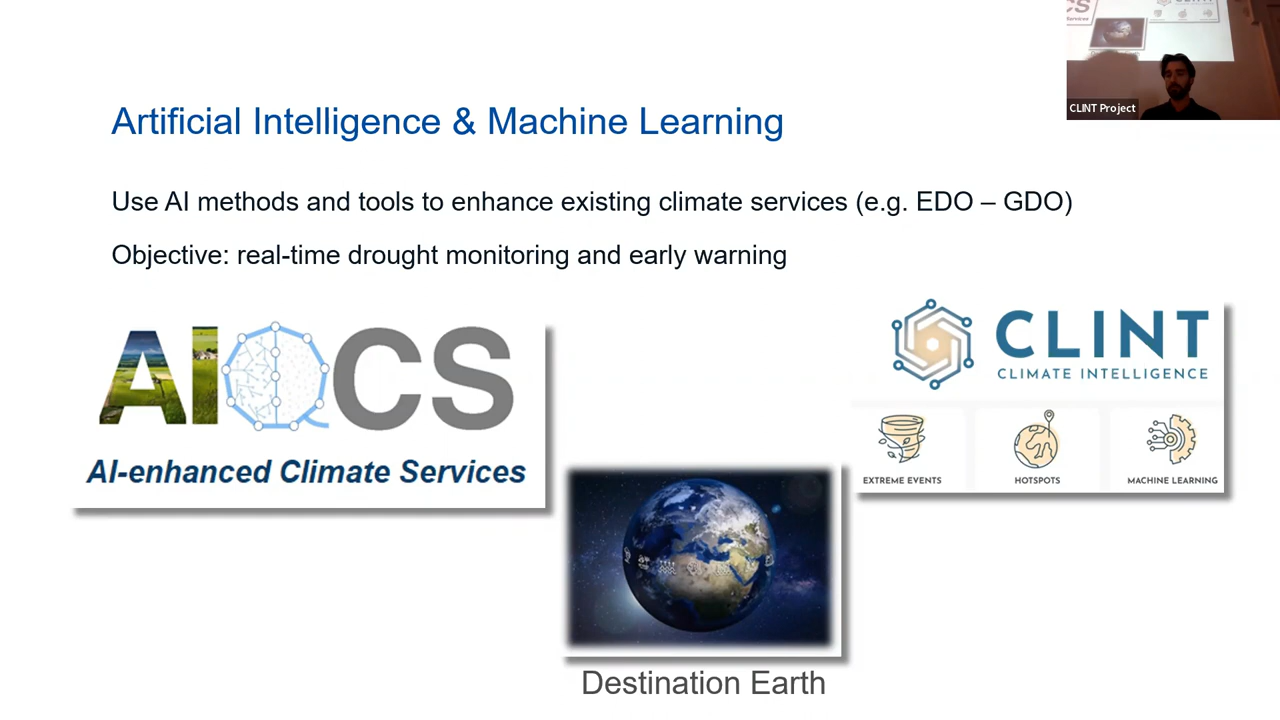 CLINT Project
Artificial Intelligence & Machine Learning
Use AI methods and tools to enhance existing climate services (e.g. EDO – GDO)
Objective: real-time drought monitoring and early warning
AIQCS
AI-enhanced Climate Services
CLINT
CLIMATE INTELLIGENCE
EXTREME EVENTS
HOTSPOTS
MACHINE LEARNING
Destination Earth